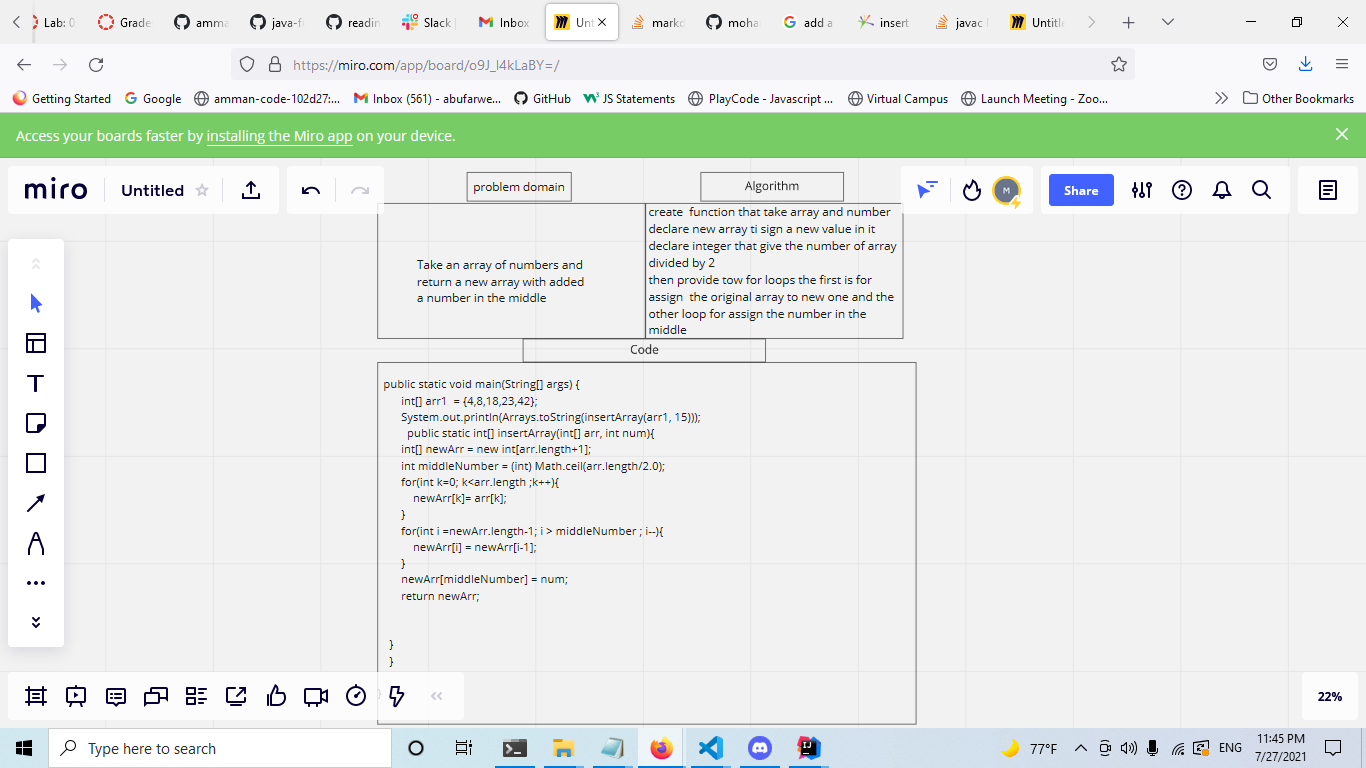 Lab: 0
Grade
amma
java-f
readin
Slack
Inbox
Unt
marko
moha
add a
insert
javac
Untitle
https://miro.com/app/board/o9J_l4kLaBY=/
Getting Started
Google
amman-code-102d27:...
Inbox (561) - abufarwe...
GitHub
JS Statements
PlayCode - Javascript ...
Virtual Campus
Launch Meeting - Zoo...
Other Bookmarks
Access your boards faster by installing the Miro app on your device.
miro
Untitled
problem domain
Algorithm
M
Share
Take an array of numbers and
return a new array with added
a number in the middle
create function that take array and number
declare new array ti sign a new value in it
declare integer that give the number of array
divided by 2
then provide tow for loops the first is for
assign the original array to new one and the
other loop for assign the number in the
middle
Code
public static void main(String[] args) {
int[] arr1 = {4,8,18,23,42};
System.out.println(Arrays.toString(insertArray(arr1, 15)));
public static int[] insertArray(int[] arr, int num){
int[] newArr = new int[arr.length+1];
int middleNumber = (int) Math.ceil(arr.length/2.0);
for(int k=0; k<arr.length ;k++){
newArr[k]= arr[k];
}
for(int i =newArr.length-1; i > middleNumber ; i--){
newArr[i] = newArr[i-1];
}
newArr[middleNumber] = num;
return newArr;
}
}
22%
Type here to search
77°F
ENG
11:45 PM
7/27/2021